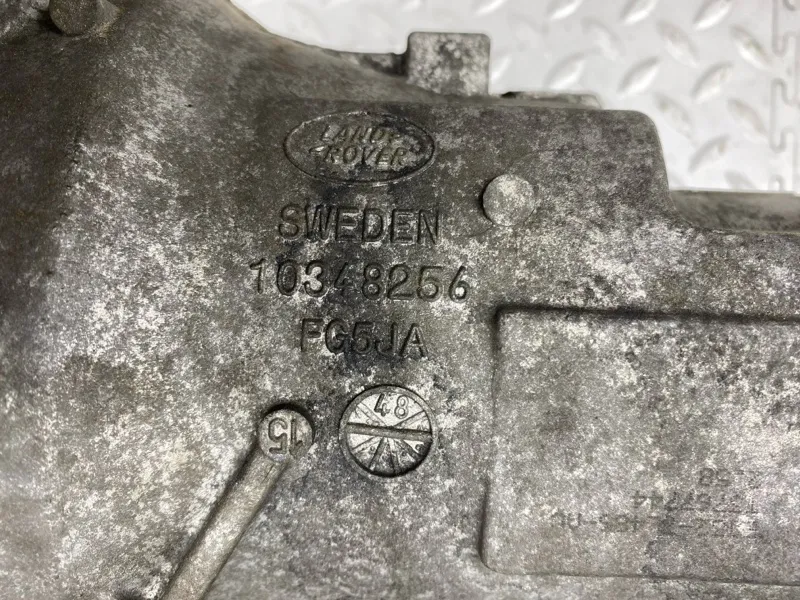 LAND
ROVER
SWEDEN
10348256
FG5JA
48
15